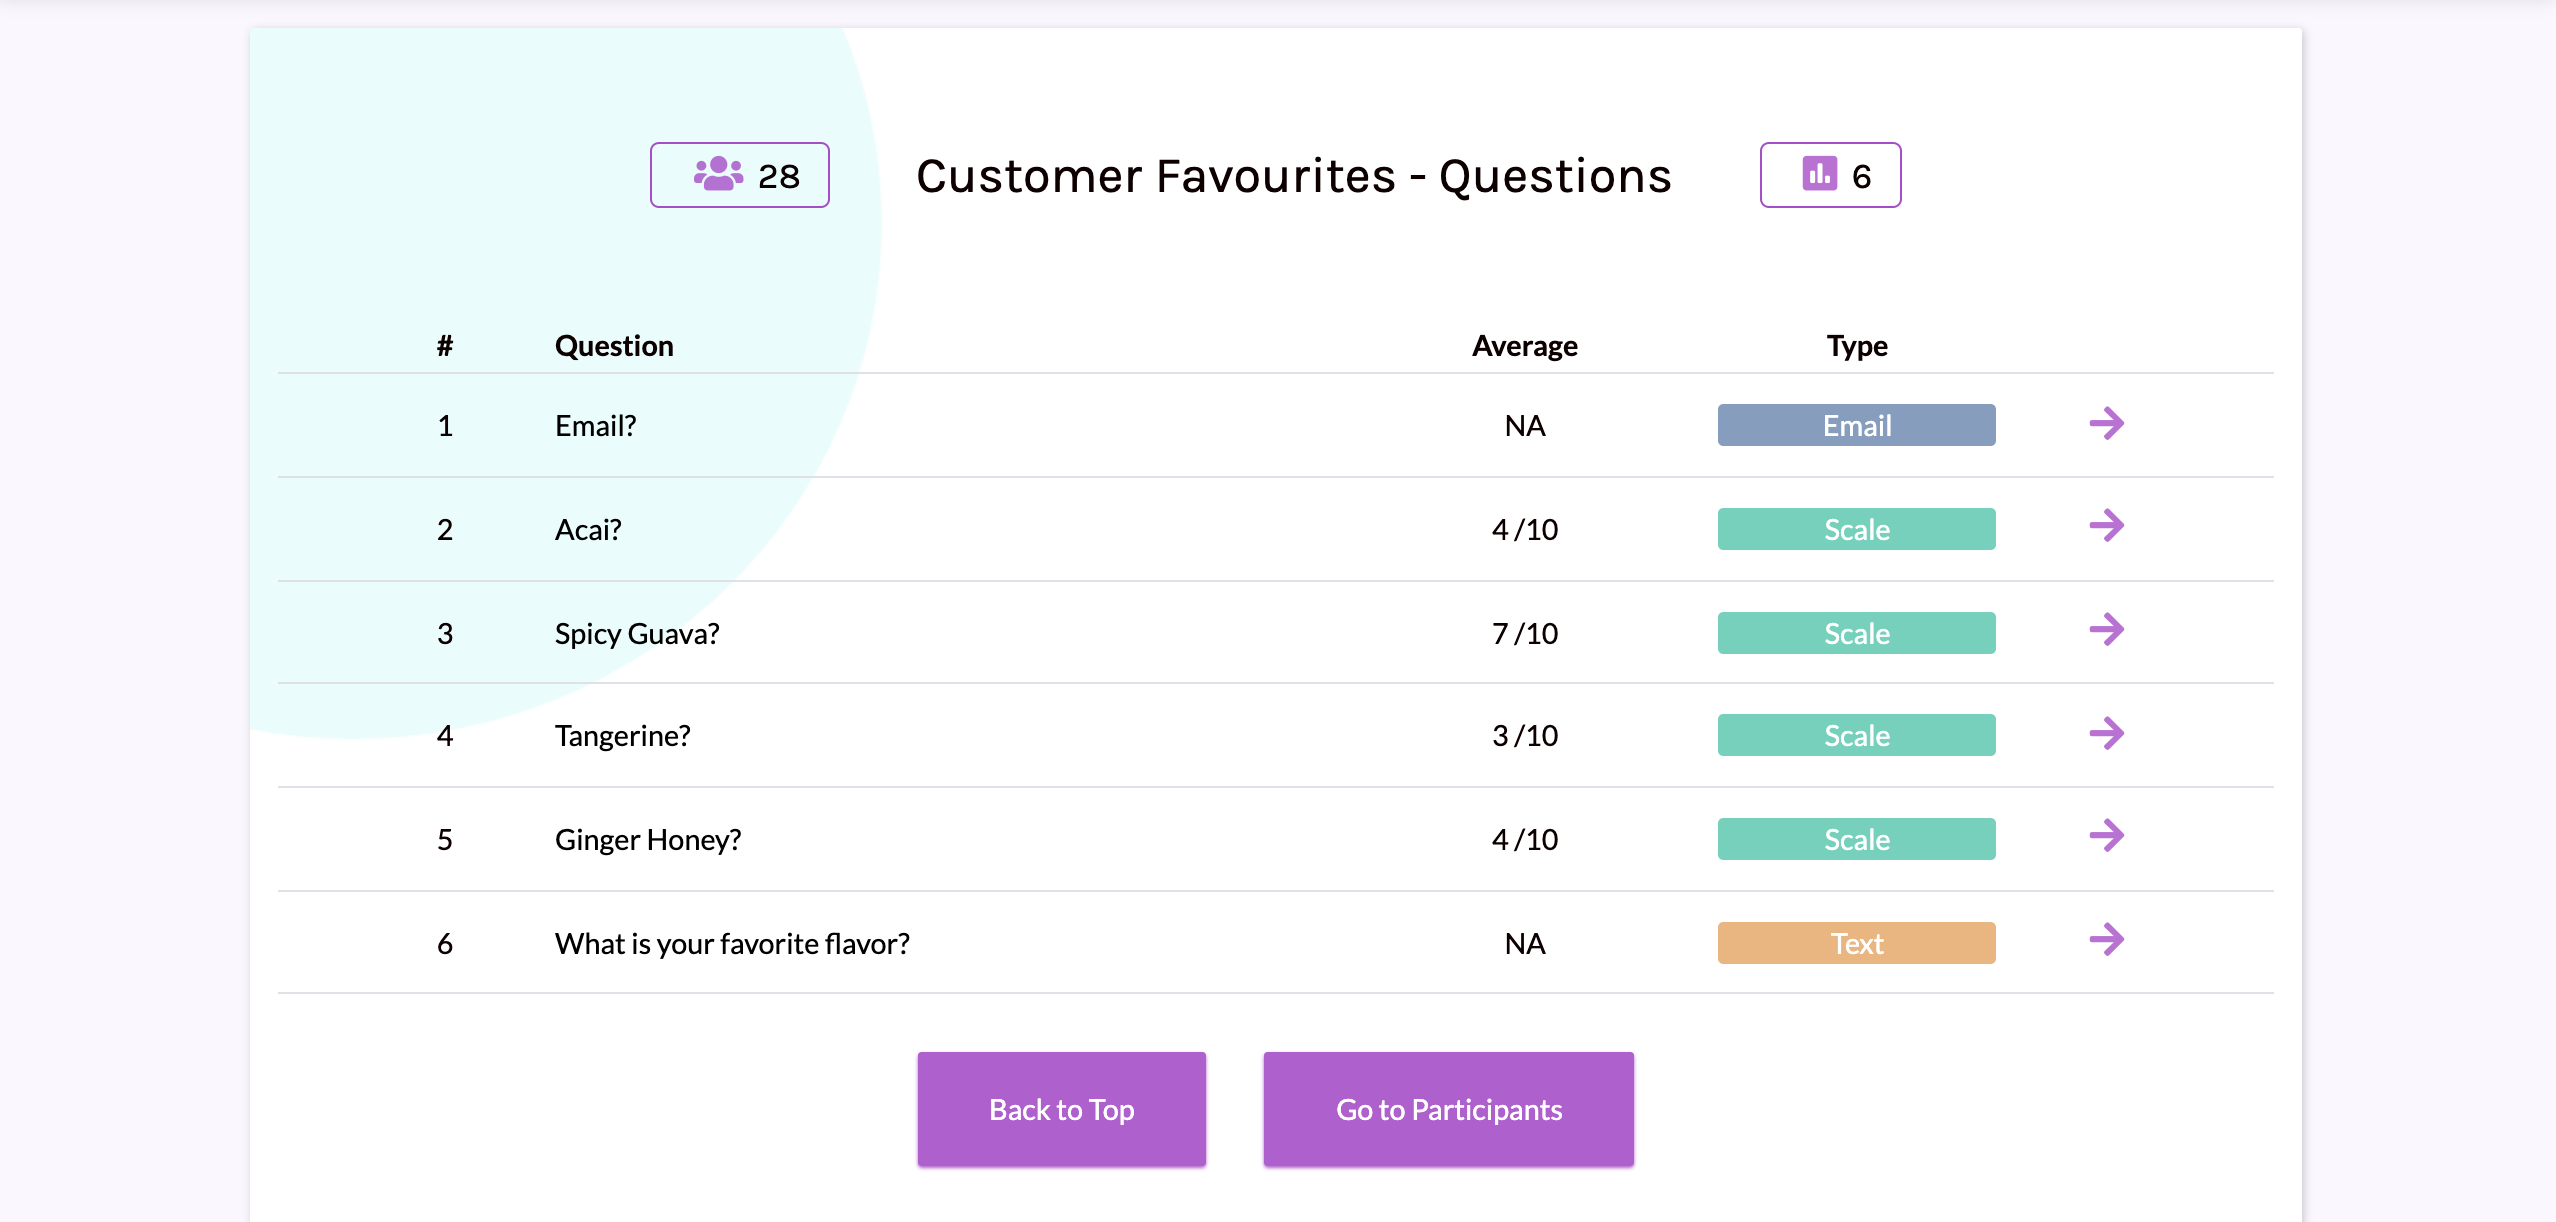 28 Customer Favourites - Questions 6
# Question Average Type
1 Email? NA Email
2 Acai? 4 /10 Scale
3 Spicy Guava? 7 /10 Scale
4 Tangerine? 3 /10 Scale
5 Ginger Honey? 4 /10 Scale
6 What is your favorite flavor? NA Text
Back to Top Go to Participants